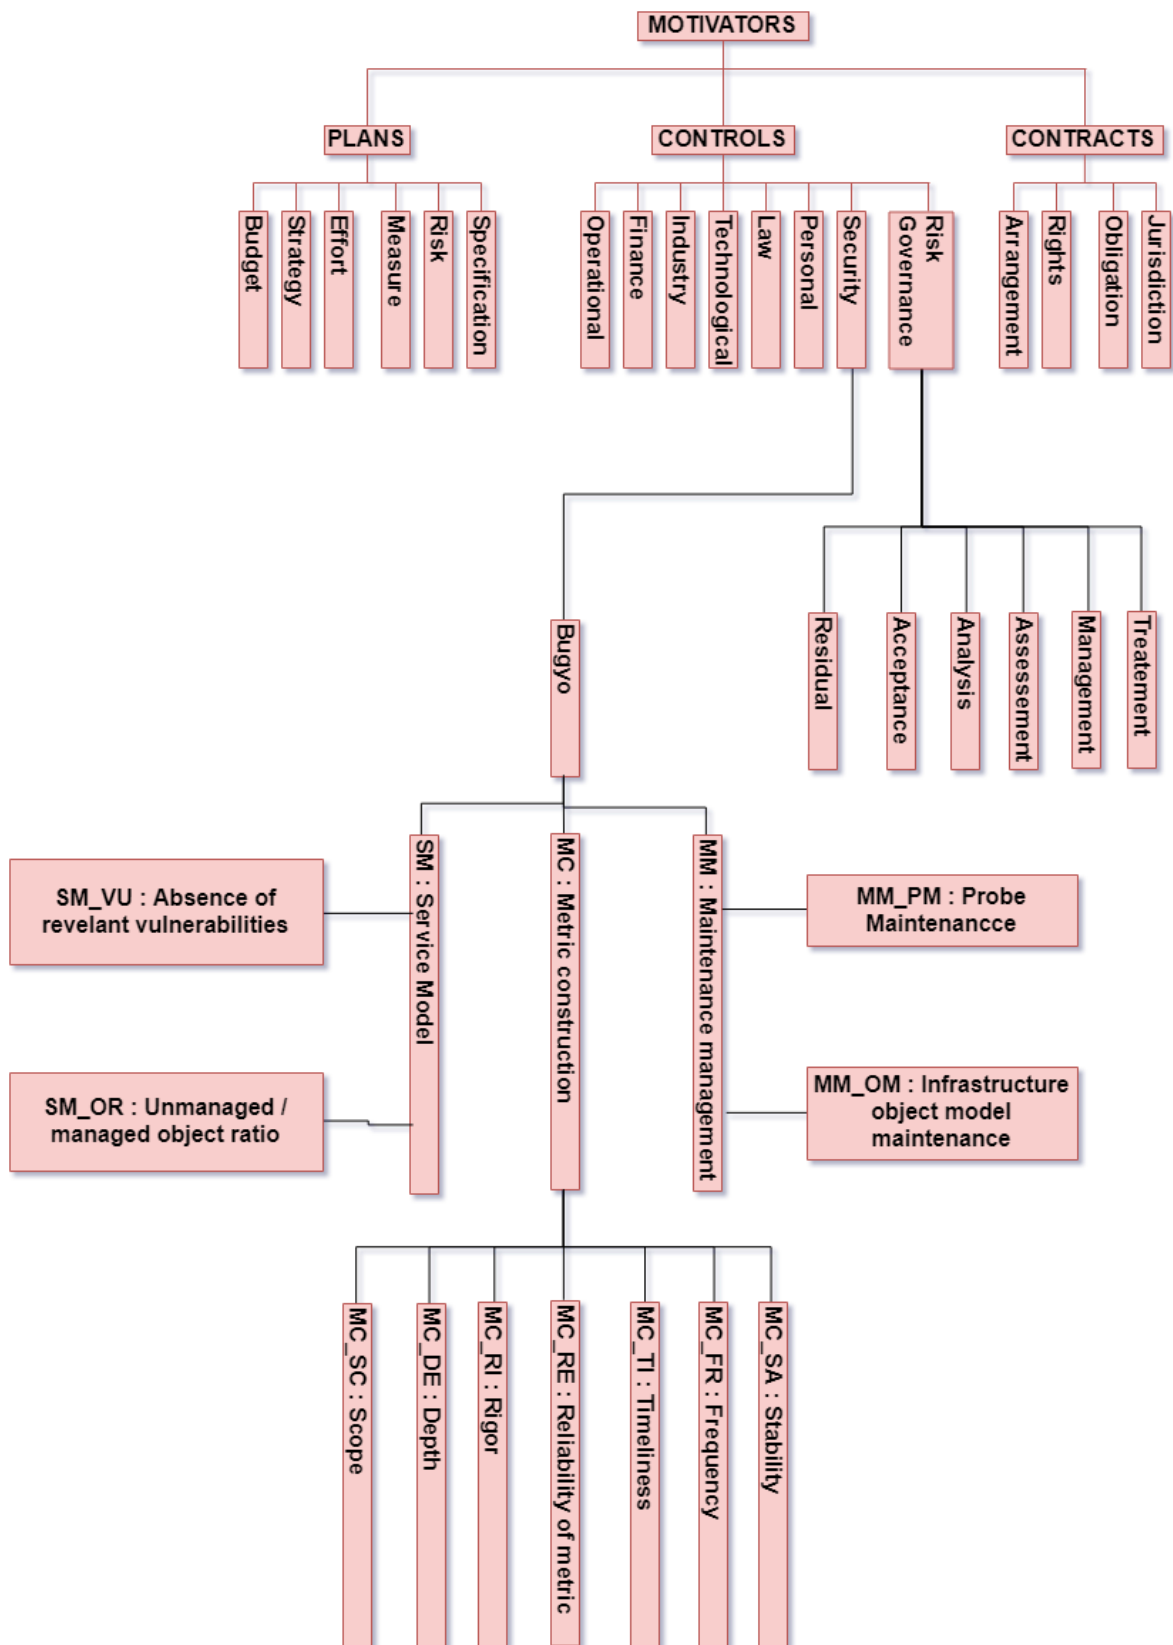 MOTIVATORS
PLANS
CONTROLS
CONTRACTS
Budget
Strategy
Effort
Measure
Risk
Specification
Operational
Finance
Industry
Technological
Law
Personal
Security
Risk
Governance
Arrangement
Rights
Obligation
Jurisdiction
Residual
Acceptance
Analysis
Assessement
Management
Treatement
Bugyo
SM : Service Model
MC : Metric construction
MM : Maintenance management
SM_VU : Absence of
revelant vulnerabilities
MM_PM : Probe
Maintenancce
SM_OR : Unmanaged /
managed object ratio
MM_OM : Infrastructure
object model
maintenance
MC_SC : Scope
MC_DE : Depth
MC_RI : Rigor
MC_RE : Reliability of metric
MC_TI : Timeliness
MC_FR : Frequency
MC_SA : Stability